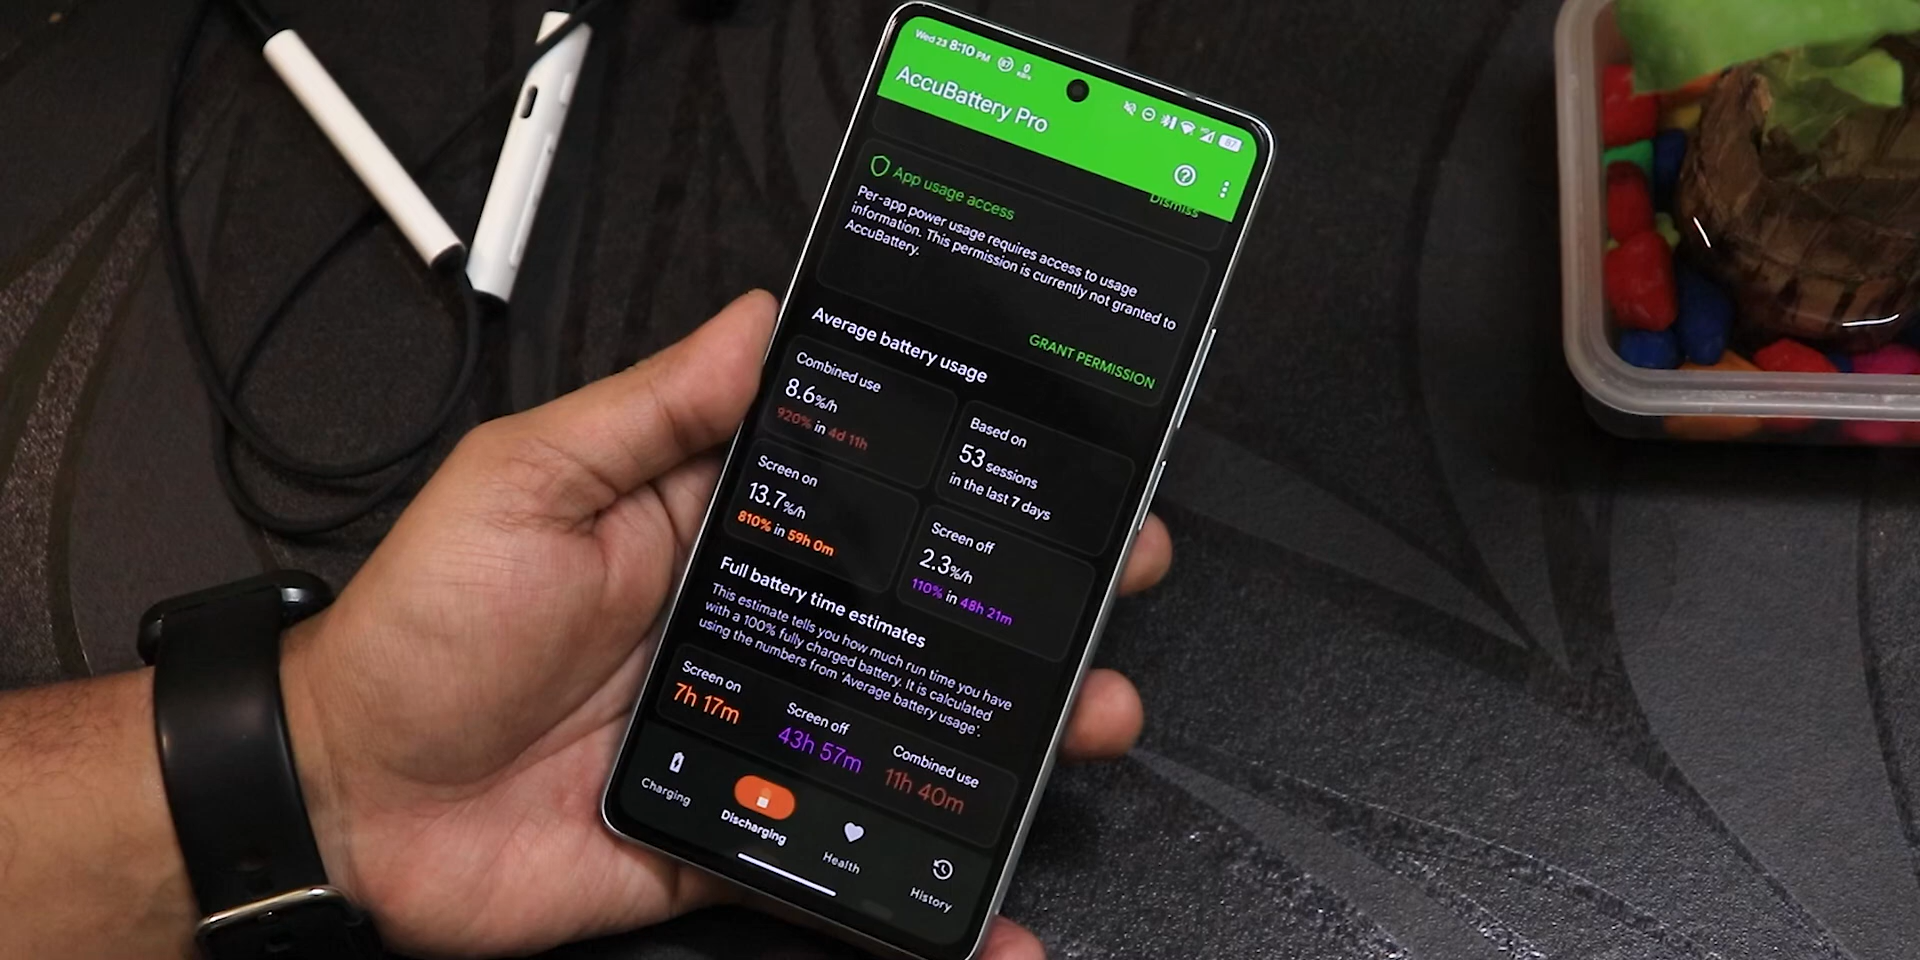 Wed 23 8:10 PM 87 0 KB/s
87
AccuBattery Pro
App usage access
Dismiss
Per-app power usage requires access to usage
information. This permission is currently not granted to
AccuBattery.
GRANT PERMISSION
Average battery usage
Combined use
8.6%/h
920% in 4d 11h
Based on
53 sessions
in the last 7 days
Screen on
13.7%/h
810% in 59h 0m
Screen off
2.3%/h
110% in 48h 21m
Full battery time estimates
This estimate tells you how much run time you have
with a 100% fully charged battery. It is calculated
using the numbers from 'Average battery usage'.
Screen on
7h 17m
Screen off
43h 57m
Combined use
11h 40m
Charging
Discharging
Health
History